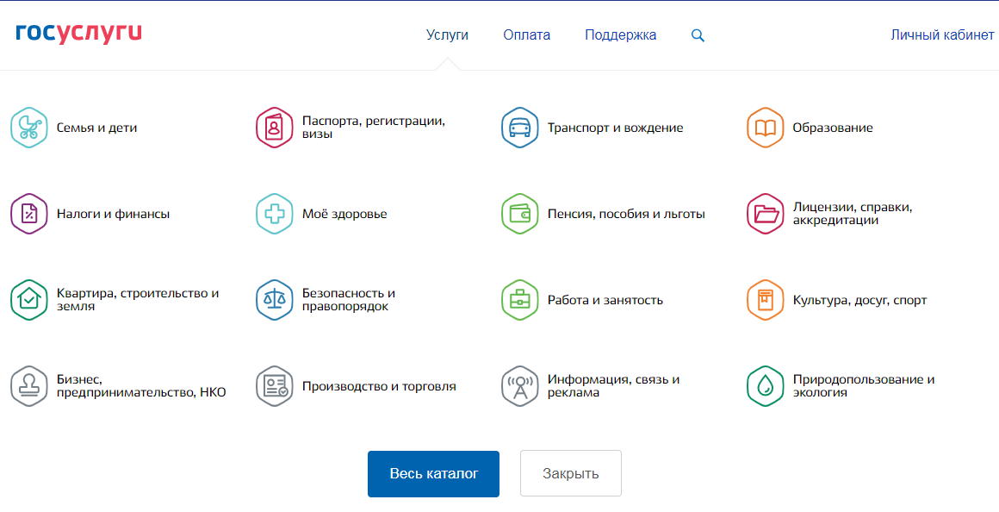 госуслуги
Услуги
Оплата
Поддержка
Личный кабинет
Семья и дети
Паспорта, регистрации,
визы
Транспорт и вождение
Образование
Налоги и финансы
Моё здоровье
Пенсия, пособия и льготы
Лицензии, справки,
аккредитации
Квартира, строительство и
земля
Безопасность и
правопорядок
Работа и занятость
Культура, досуг, спорт
Бизнес,
предпринимательство, НКО
Производство и торговля
Информация, связь и
реклама
Природопользование и
экология
Весь каталог
Закрыть